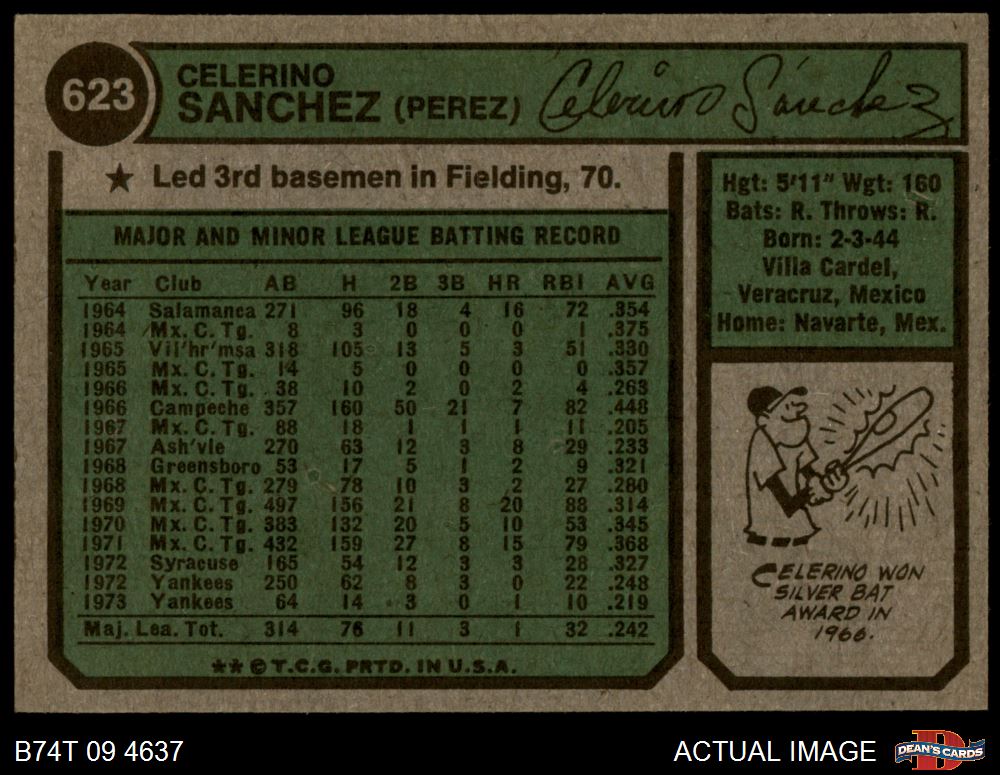 623
CELERINO
SANCHEZ (PEREZ)
Celerino Sánchez
★ Led 3rd basemen in Fielding, 70.
MAJOR AND MINOR LEAGUE BATTING RECORD
Year Club AB H 2B 3B HR RBI AVG
1964 Salamanca 271 96 18 4 16 72 .354
1964 Mx. C. Tg. 8 3 0 0 0 1 .375
1965 Vil'hr'msa 318 105 13 5 3 51 .330
1965 Mx. C. Tg. 14 5 0 0 0 0 .357
1966 Mx. C. Tg. 38 10 2 0 2 4 .263
1966 Campeche 357 160 50 21 7 82 .448
1967 Mx. C. Tg. 88 18 1 1 1 11 .205
1967 Ash'vle 270 63 12 3 8 29 .233
1968 Greensboro 53 17 5 1 2 9 .321
1968 Mx. C. Tg. 279 78 10 3 2 27 .280
1969 Mx. C. Tg. 497 156 21 8 20 88 .314
1970 Mx. C. Tg. 383 132 20 5 10 53 .345
1971 Mx. C. Tg. 432 159 27 8 15 79 .368
1972 Syracuse 165 54 12 3 3 28 .327
1972 Yankees 250 62 8 3 0 22 .248
1973 Yankees 64 14 3 0 1 10 .219
Maj. Lea. Tot. 314 76 11 3 1 32 .242
★★ © T.C.G. PRTD. IN U.S.A.
Hgt: 5'11" Wgt: 160
Bats: R. Throws: R.
Born: 2-3-44
Villa Cardel,
Veracruz, Mexico
Home: Navarte, Mex.
CELERINO WON
SILVER BAT
AWARD IN
1966.
B74T 09 4637
ACTUAL IMAGE
D
DEAN'S CARDS